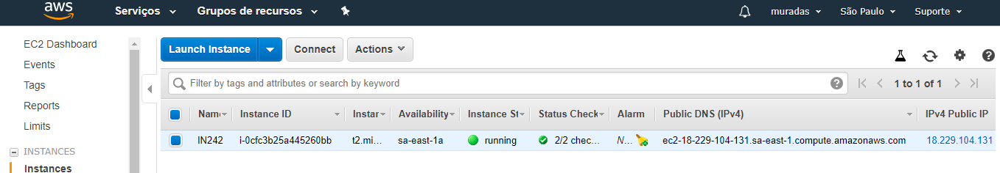 aws Serviços Grupos de recursos muradas São Paulo Suporte
EC2 Dashboard
Events
Tags
Reports
Limits
INSTANCES
Instances
Launch Instance Connect Actions
Filter by tags and attributes or search by keyword ? 1 to 1 of 1
Name Instance ID Instar Availability Instance St Status Check Alarm Public DNS (IPv4) IPv4 Public IP
IN242 i-0cfc3b25a445260bb t2.mi... sa-east-1a running 2/2 chec... N... ec2-18-229-104-131.sa-east-1.compute.amazonaws.com 18.229.104.131